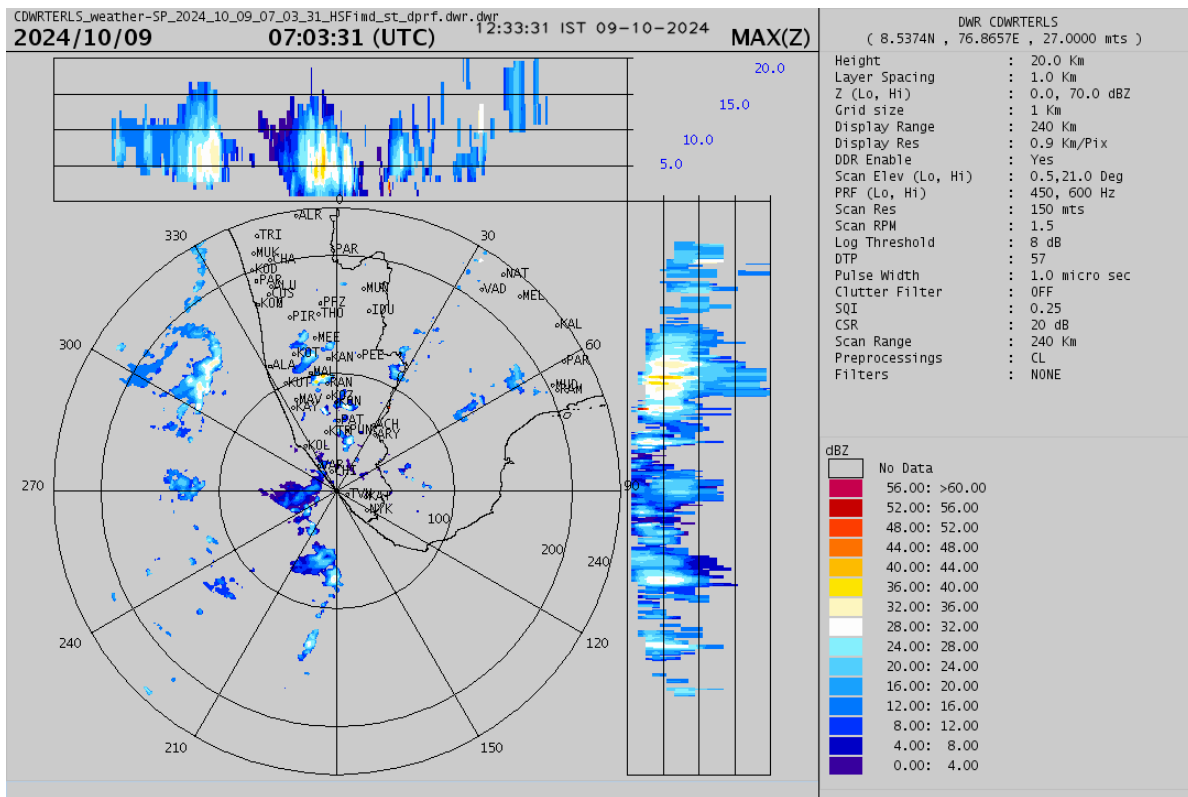 CDWRTERLS_weather-SP_2024_10_09_07_03_31_HSFimd_st_dprf.dwr.dwr
2024/10/09 07:03:31 (UTC) 12:33:31 IST 09-10-2024 MAX(Z)
20.0
15.0
10.0
5.0
0
330
30
300
60
270
90
240
120
210
150
100
200
240
ALR
TRI
MUK
CHA
KOD
PAR
ALU
COS
KOM
PAR
MUN
PFZ
THO
IDU
PIR
MEE
KOT
KAN
PEE
ALA
MAL
KUT
RAN
MAV
KAY
KOZ
KON
PAT
PUN
ACH
ARY
KTR
KOL
VAR
CHI
TVM
KAT
NYK
NAT
VAD
MEL
KAL
PAR
MUD
RAM
DWR CDWRTERLS
( 8.5374N , 76.8657E , 27.0000 mts )
Height : 20.0 Km
Layer Spacing : 1.0 Km
Z (Lo, Hi) : 0.0, 70.0 dBZ
Grid size : 1 Km
Display Range : 240 Km
Display Res : 0.9 Km/Pix
DDR Enable : Yes
Scan Elev (Lo, Hi) : 0.5,21.0 Deg
PRF (Lo, Hi) : 450, 600 Hz
Scan Res : 150 mts
Scan RPM : 1.5
Log Threshold : 8 dB
DTP : 57
Pulse Width : 1.0 micro sec
Clutter Filter : OFF
SQI : 0.25
CSR : 20 dB
Scan Range : 240 Km
Preprocessings : CL
Filters : NONE
dBZ
No Data
56.00: >60.00
52.00: 56.00
48.00: 52.00
44.00: 48.00
40.00: 44.00
36.00: 40.00
32.00: 36.00
28.00: 32.00
24.00: 28.00
20.00: 24.00
16.00: 20.00
12.00: 16.00
8.00: 12.00
4.00: 8.00
0.00: 4.00